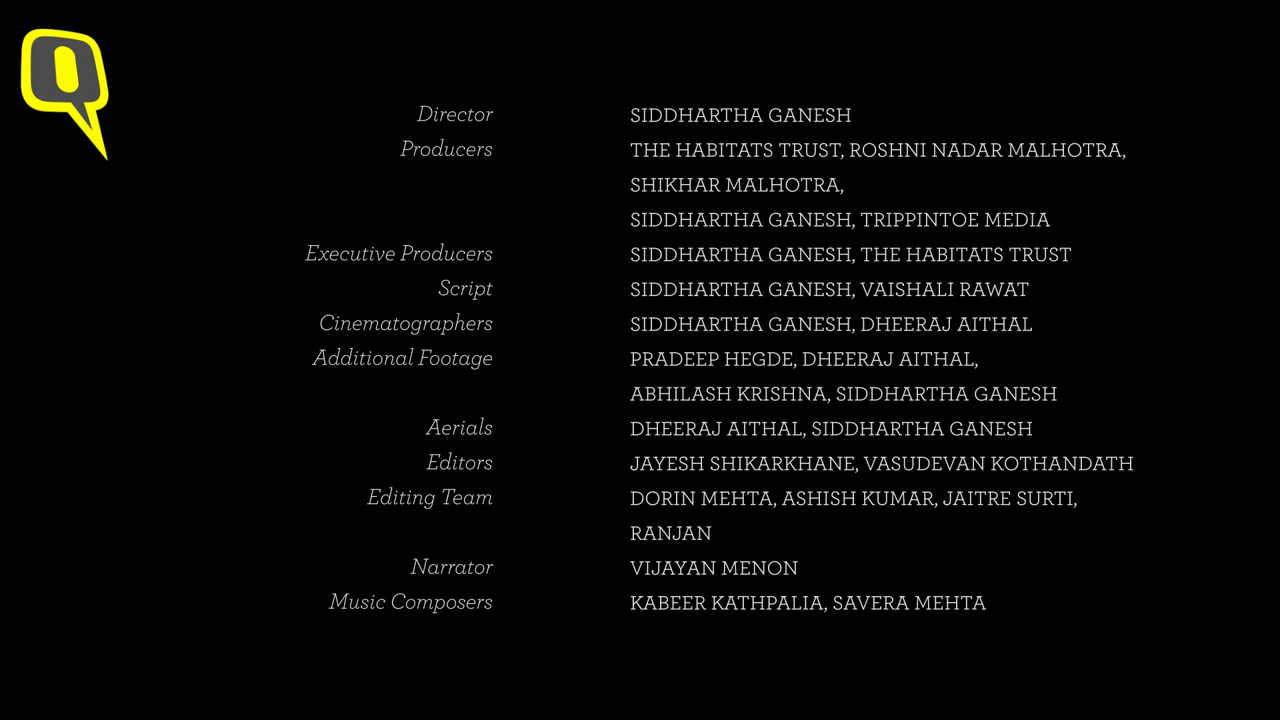 Director SIDDHARTHA GANESH
Producers THE HABITATS TRUST, ROSHNI NADAR MALHOTRA,
SHIKHAR MALHOTRA,
SIDDHARTHA GANESH, TRIPPINTOE MEDIA
Executive Producers SIDDHARTHA GANESH, THE HABITATS TRUST
Script SIDDHARTHA GANESH, VAISHALI RAWAT
Cinematographers SIDDHARTHA GANESH, DHEERAJ AITHAL
Additional Footage PRADEEP HEGDE, DHEERAJ AITHAL,
ABHILASH KRISHNA, SIDDHARTHA GANESH
Aerials DHEERAJ AITHAL, SIDDHARTHA GANESH
Editors JAYESH SHIKARKHANE, VASUDEVAN KOTHANDATH
Editing Team DORIN MEHTA, ASHISH KUMAR, JAITRE SURTI,
RANJAN
Narrator VIJAYAN MENON
Music Composers KABEER KATHPALIA, SAVERA MEHTA